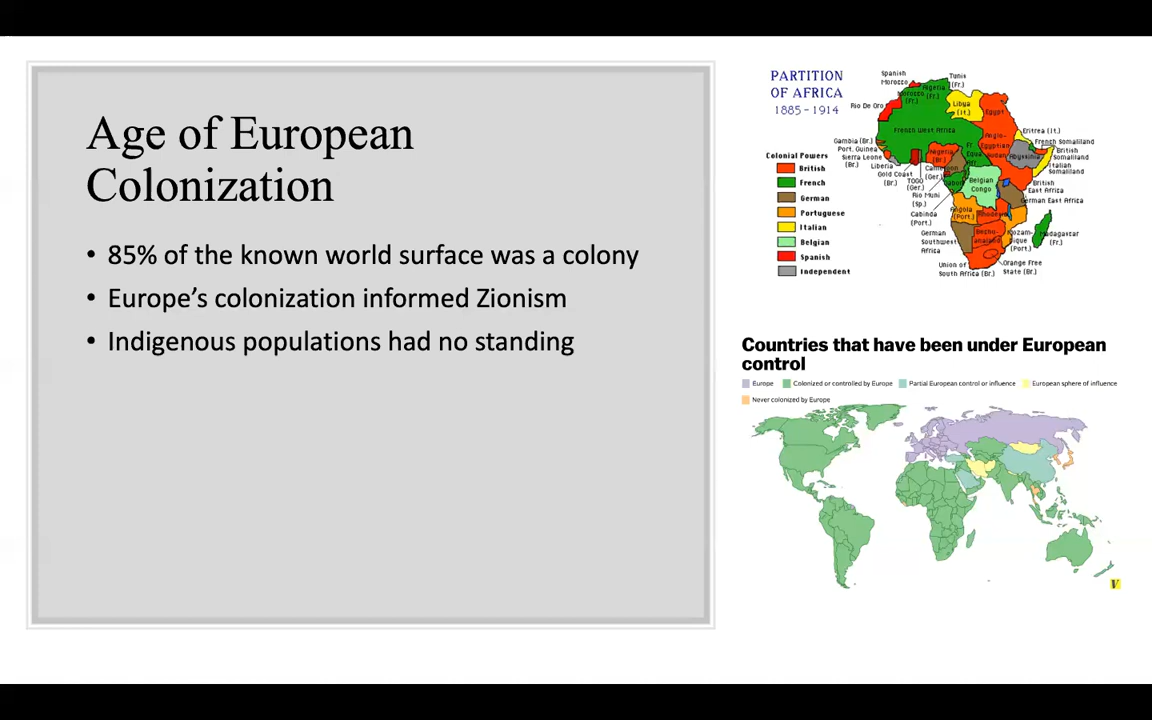 Age of European
Colonization
• 85% of the known world surface was a colony
• Europe's colonization informed Zionism
• Indigenous populations had no standing
PARTITION
OF AFRICA
1885 - 1914
Colonial Powers
British
French
German
Portuguese
Italian
Belgian
Spanish
Independent
Spanish
Morocco
Tunis
(Fr.)
Algeria
(Fr.)
Morocco
(Fr.)
Rio De Oro
Libya
(It.)
Egypt
French West Africa
Eritrea (It.)
French Somaliland
British
Somaliland
Italian
Somaliland
Anglo-
Egyptian
Sudan
Abyssinia
Gambia (Br.)
Port. Guinea
Sierra Leone
(Br.)
Liberia
Gold Coast
(Br.)
TOGO
(Ger.)
Nigeria
(Br.)
Rio Muni
(Sp.)
Cabinda
(Port.)
Belgian
Congo
British
East Africa
German East Africa
Angola
(Port.)
German
Southwest
Africa
Madagascar
(Fr.)
Union of
South Africa (Br.)
Orange Free
State (Br.)
Countries that have been under European
control
Europe
Colonized or controlled by Europe
Partial European control or influence
European sphere of influence
Never colonized by Europe
V